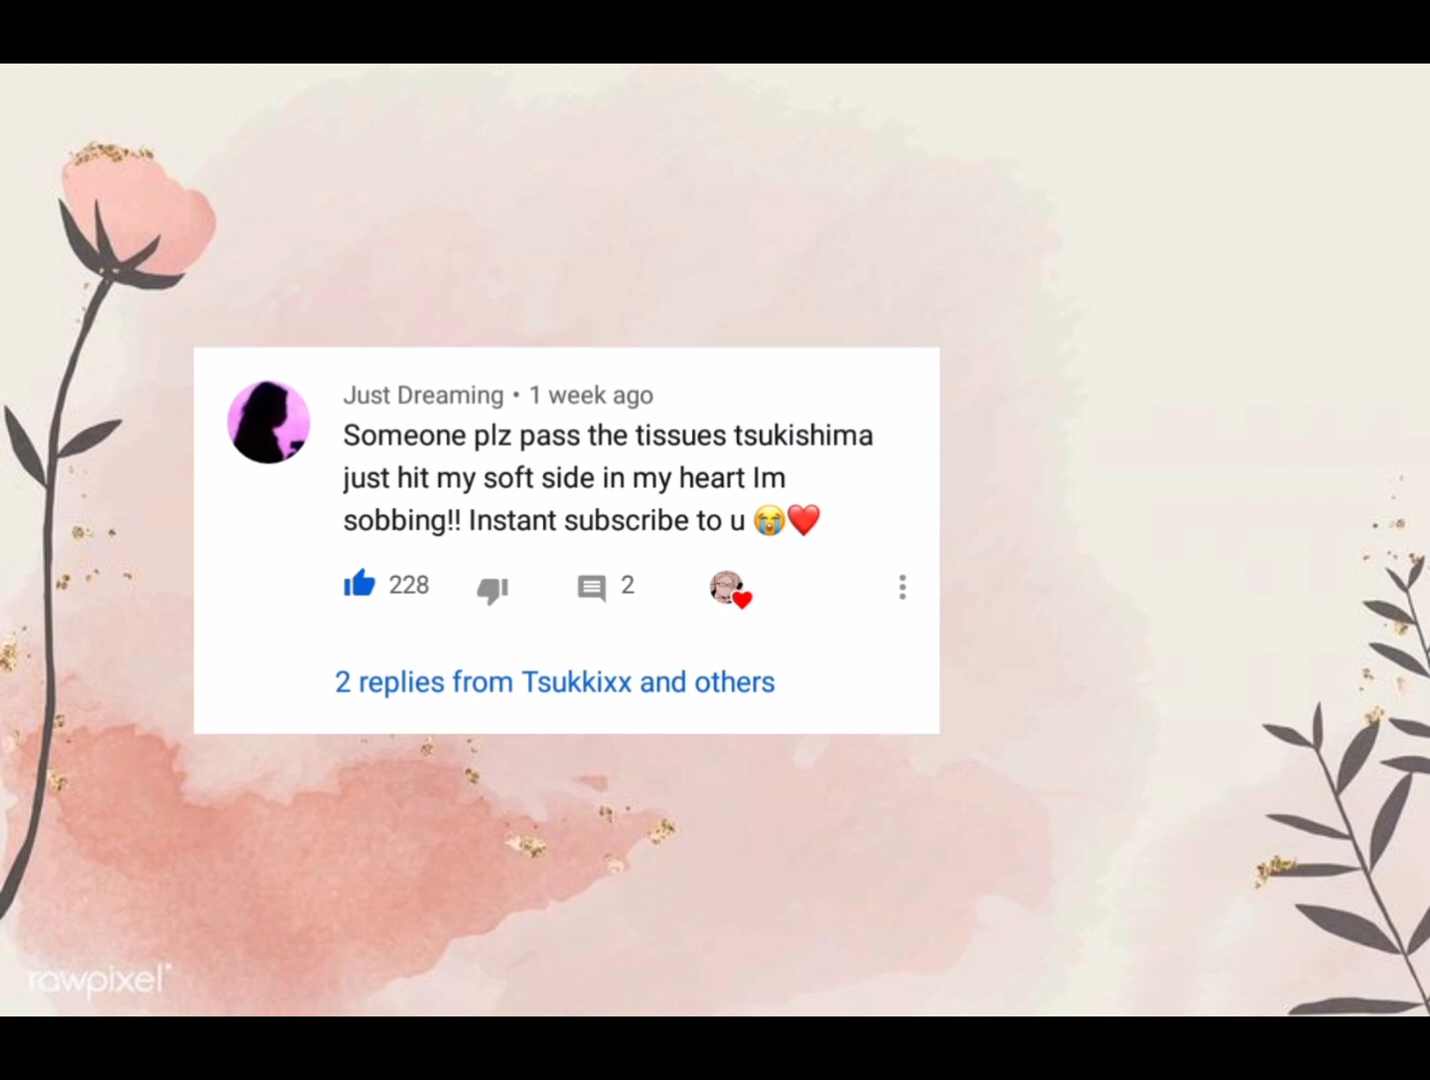 Just Dreaming • 1 week ago
Someone plz pass the tissues tsukishima
just hit my soft side in my heart Im
sobbing!! Instant subscribe to u 😭❤️
228
2
2 replies from Tsukkixx and others
rawpixel